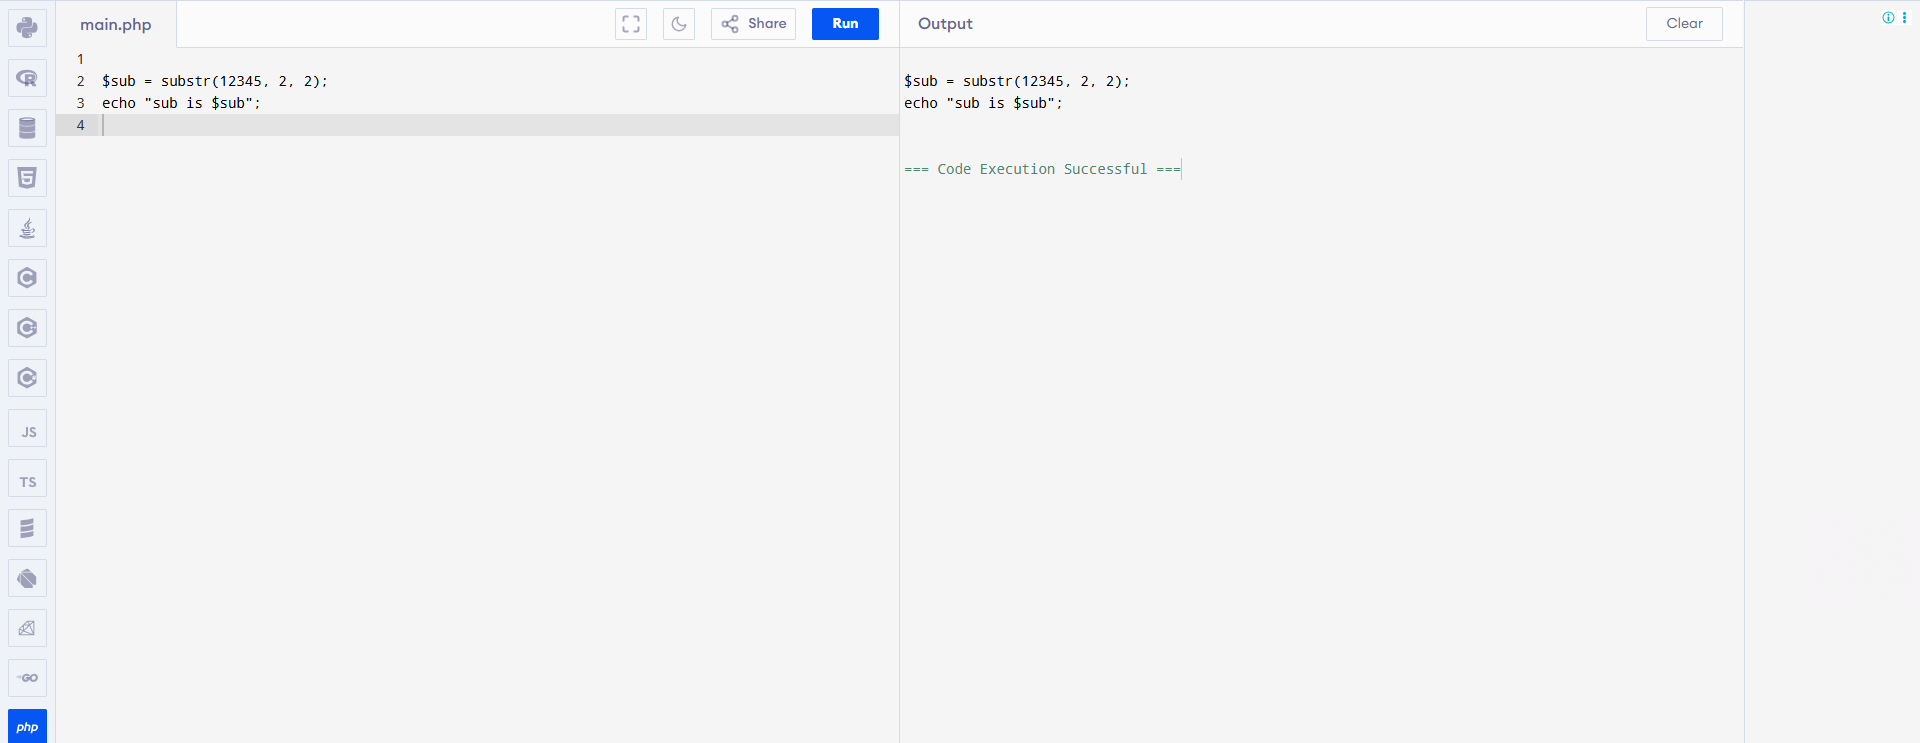 main.php
Share
Run
Output
Clear
1
2 $sub = substr(12345, 2, 2);
3 echo "sub is $sub";
4
$sub = substr(12345, 2, 2);
echo "sub is $sub";
=== Code Execution Successful ===
R
5
C
C
C
JS
TS
GO
php